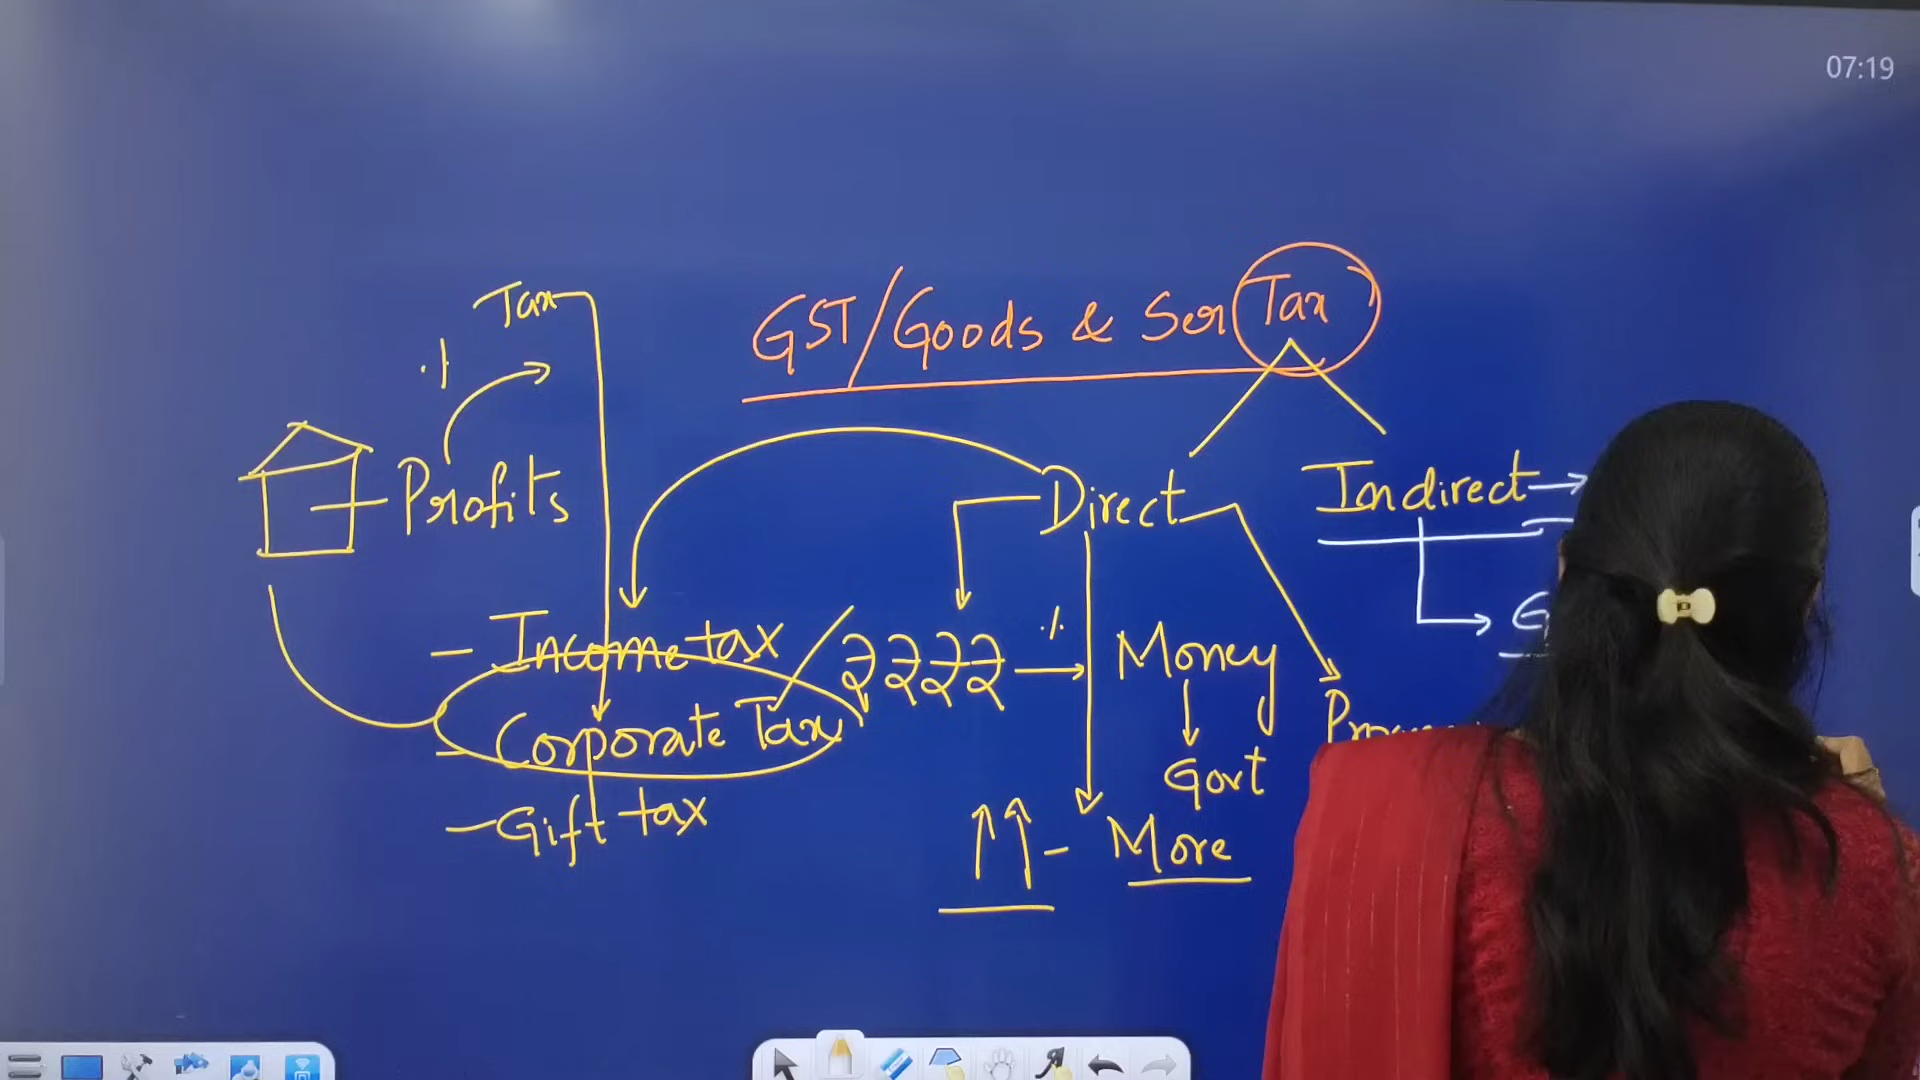 07:19
GST/Goods & Ser Tax
Tax
%
Profits
Direct
Indirect
- Income tax
₹₹₹₹
%
Money
- Corporate Tax
Govt
- Gift tax
- More